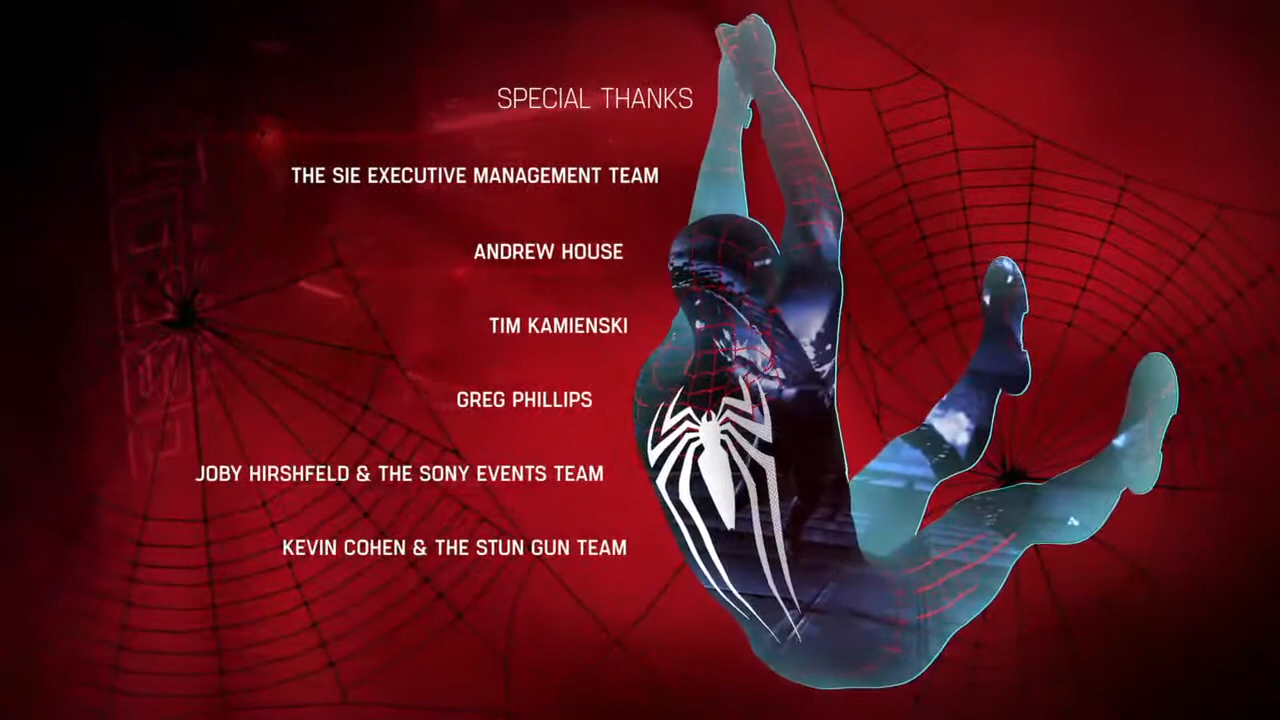 SPECIAL THANKS
THE SIE EXECUTIVE MANAGEMENT TEAM
ANDREW HOUSE
TIM KAMIENSKI
GREG PHILLIPS
JOBY HIRSHFELD & THE SONY EVENTS TEAM
KEVIN COHEN & THE STUN GUN TEAM